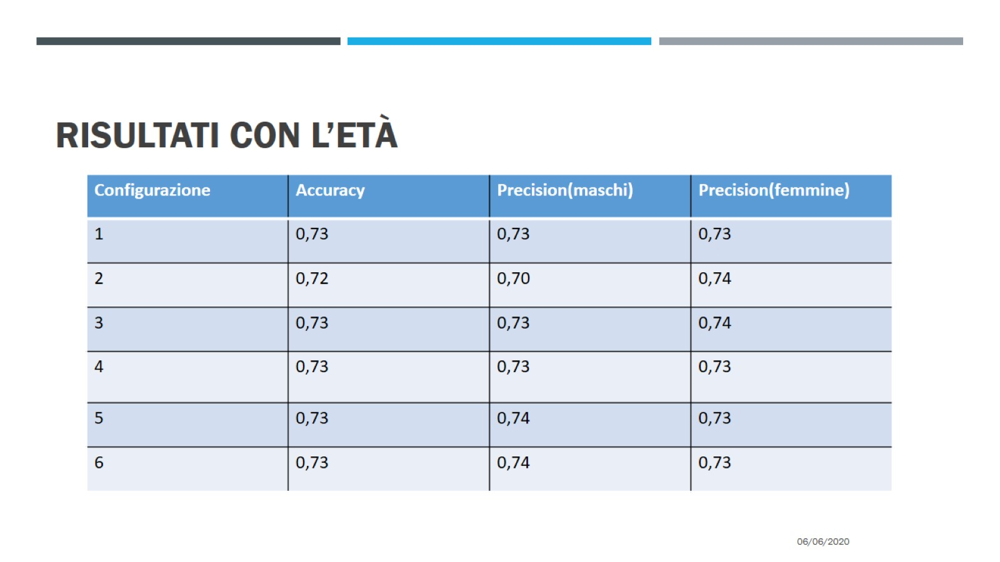 RISULTATI CON L’ETÀ
Configurazione Accuracy Precision(maschi) Precision(femmine)
1 0,73 0,73 0,73
2 0,72 0,70 0,74
3 0,73 0,73 0,74
4 0,73 0,73 0,73
5 0,73 0,74 0,73
6 0,73 0,74 0,73
06/06/2020